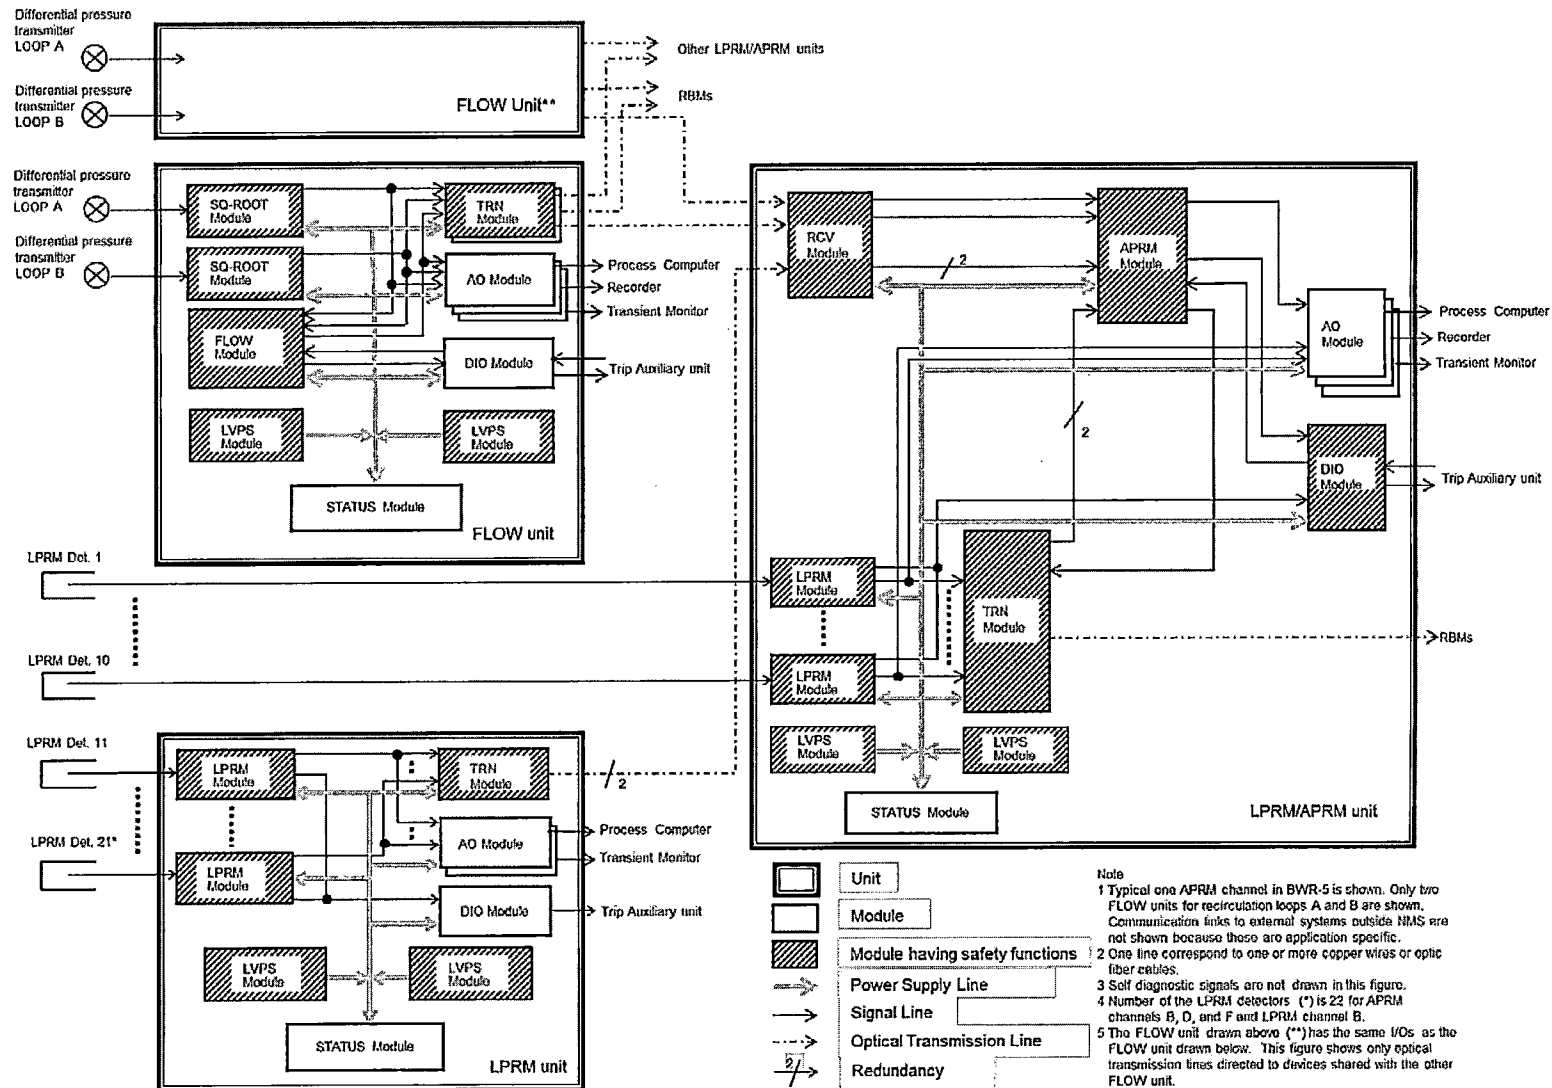 Differential pressure
transmitter
LOOP A
Differential pressure
transmitter
LOOP B
FLOW Unit**
Other LPRM/APRM units
RBMs
Differential pressure
transmitter
LOOP A
Differential pressure
transmitter
LOOP B
SQ-ROOT
Module
SQ-ROOT
Module
FLOW
Module
LVPS
Module
TRN
Module
AO Module
DIO Module
LVPS
Module
STATUS Module
FLOW unit
Process Computer
Recorder
Transient Monitor
Trip Auxiliary unit
RCV
Module
2
APRM
Module
2
AO
Module
Process Computer
Recorder
Transient Monitor
DIO
Module
Trip Auxiliary unit
LPRM Det. 1
LPRM Det. 10
LPRM
Module
LPRM
Module
TRN
Module
RBMs
LVPS
Module
LVPS
Module
STATUS Module
LPRM/APRM unit
LPRM Det. 11
LPRM Det. 21*
LPRM
Module
LPRM
Module
TRN
Module
2
AO Module
DIO Module
Process Computer
Transient Monitor
Trip Auxiliary unit
LVPS
Module
LVPS
Module
STATUS Module
LPRM unit
Unit
Module
Module having safety functions
Power Supply Line
Signal Line
Optical Transmission Line
2
Redundancy
Note
1 Typical one APRM channel in BWR-5 is shown. Only two
FLOW units for recirculation loops A and B are shown.
Communication links to external systems outside NMS are
not shown because those are application specific.
2 One line correspond to one or more copper wires or optic
fiber cables.
3 Self diagnostic signals are not drawn in this figure.
4 Number of the LPRM detectors (*) is 22 for APRM
channels B, D, and F and LPRM channel B.
5 The FLOW unit drawn above (**) has the same I/Os as the
FLOW unit drawn below. This figure shows only optical
transmission lines directed to devices shared with the other
FLOW unit.